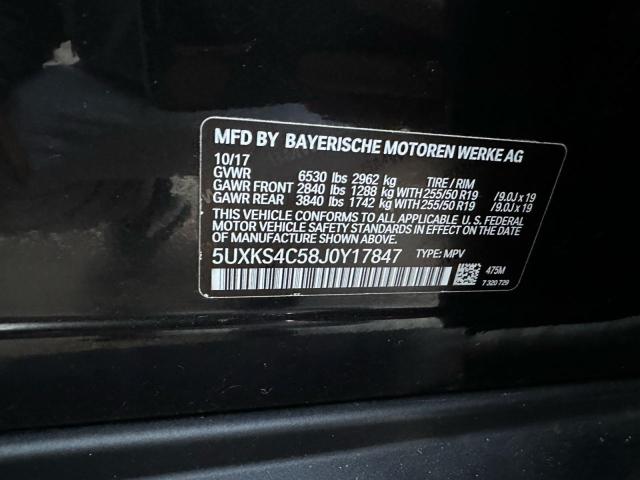 MFD BY BAYERISCHE MOTOREN WERKE AG
10/17
GVWR 6530 lbs 2962 kg TIRE / RIM
GAWR FRONT 2840 lbs 1288 kg WITH 255/50 R19 /9.0J x 19
GAWR REAR 3840 lbs 1742 kg WITH 255/50 R19 /9.0J x 19
THIS VEHICLE CONFORMS TO ALL APPLICABLE U. S. FEDERAL
MOTOR VEHICLE SAFETY STANDARDS IN EFFECT ON THE DATE
OF MANUFACTURE SHOWN ABOVE.
5UXKS4C58J0Y17847 TYPE: MPV
475M
7 320 729